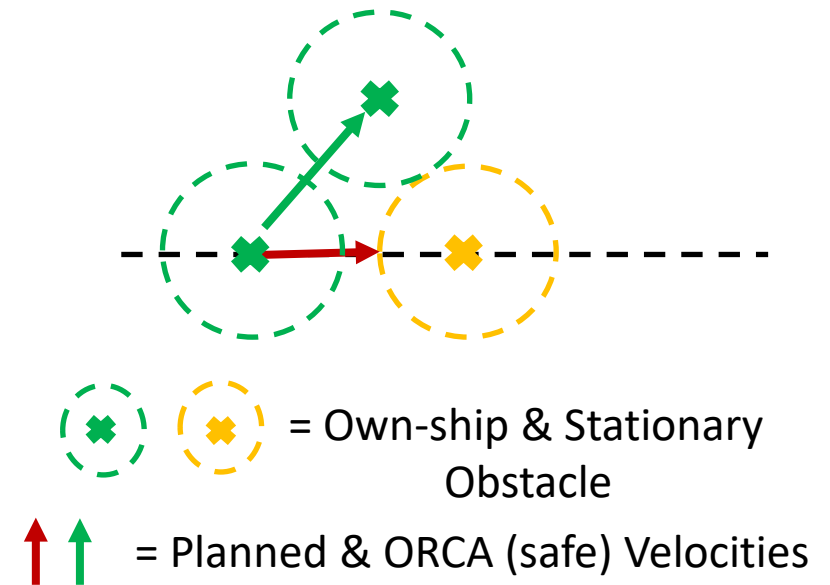 = Own-ship & Stationary
Obstacle
= Planned & ORCA (safe) Velocities